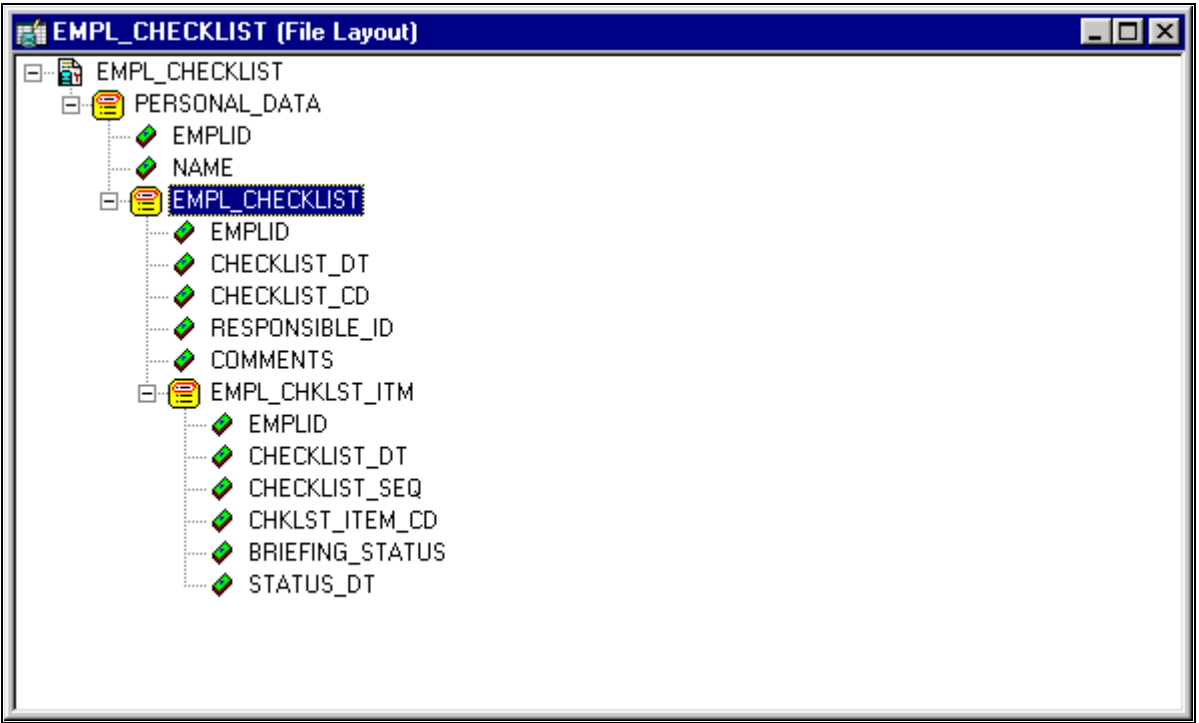 EMPL_CHECKLIST (File Layout)
EMPL_CHECKLIST
PERSONAL_DATA
EMPLID
NAME
EMPL_CHECKLIST
EMPLID
CHECKLIST_DT
CHECKLIST_CD
RESPONSIBLE_ID
COMMENTS
EMPL_CHKLST_ITM
EMPLID
CHECKLIST_DT
CHECKLIST_SEQ
CHKLST_ITEM_CD
BRIEFING_STATUS
STATUS_DT